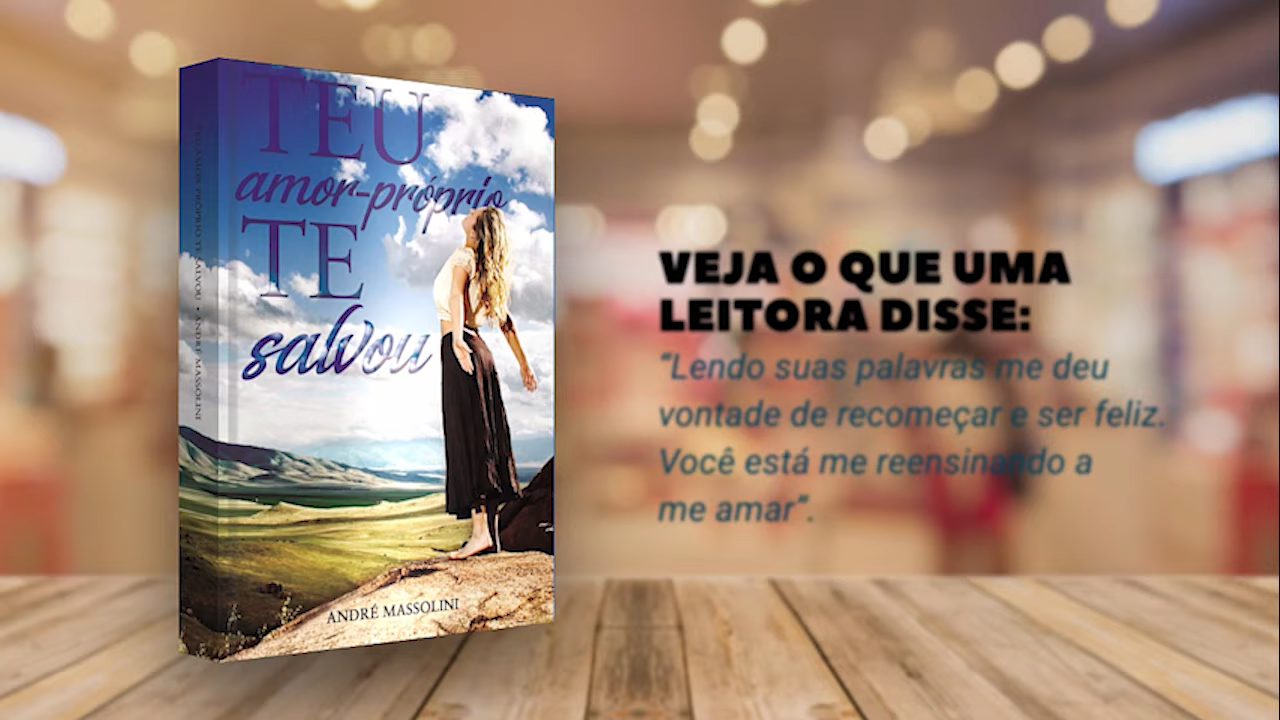 TEU
amor-próprio
TE
salvou
ANDRÉ MASSOLINI
TEU AMOR-PRÓPRIO TE SALVOU • ANDRÉ MASSOLINI
VEJA O QUE UMA
LEITORA DISSE:
“Lendo suas palavras me deu
vontade de recomeçar e ser feliz.
Você está me reensinando a
me amar”.